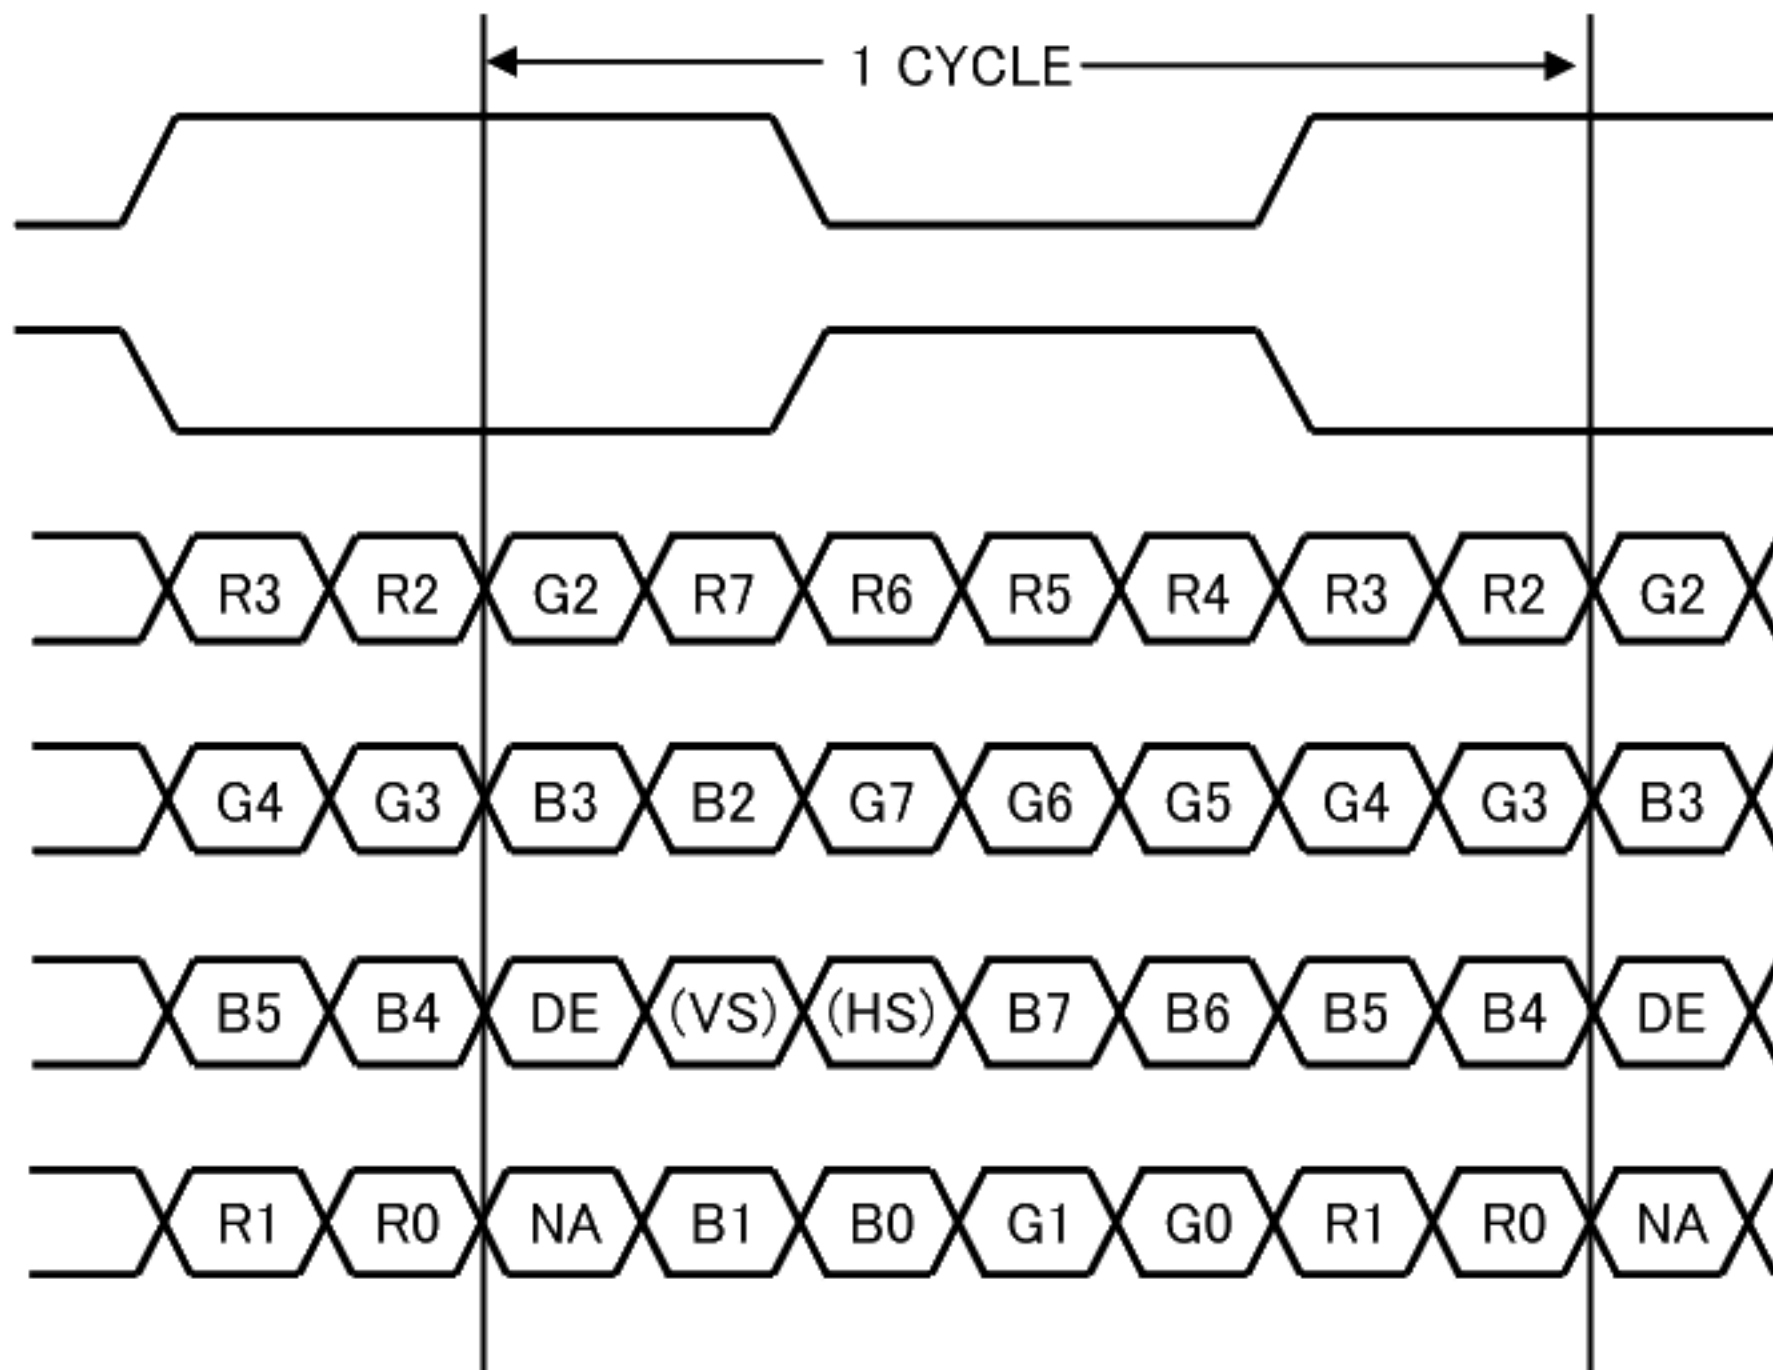 1 CYCLE
R3 R2 G2 R7 R6 R5 R4 R3 R2 G2
G4 G3 B3 B2 G7 G6 G5 G4 G3 B3
B5 B4 DE (VS) (HS) B7 B6 B5 B4 DE
R1 R0 NA B1 B0 G1 G0 R1 R0 NA